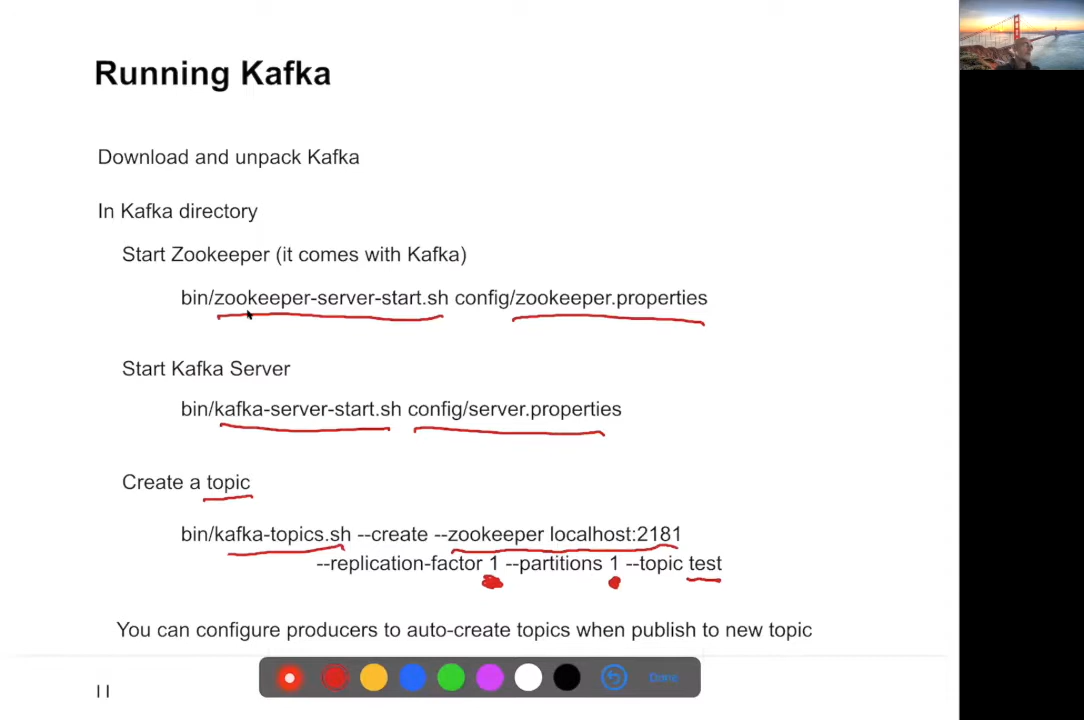 Running Kafka
Download and unpack Kafka
In Kafka directory
Start Zookeeper (it comes with Kafka)
bin/zookeeper-server-start.sh config/zookeeper.properties
Start Kafka Server
bin/kafka-server-start.sh config/server.properties
Create a topic
bin/kafka-topics.sh --create --zookeeper localhost:2181
--replication-factor 1 --partitions 1 --topic test
You can configure producers to auto-create topics when publish to new topic
11
Done